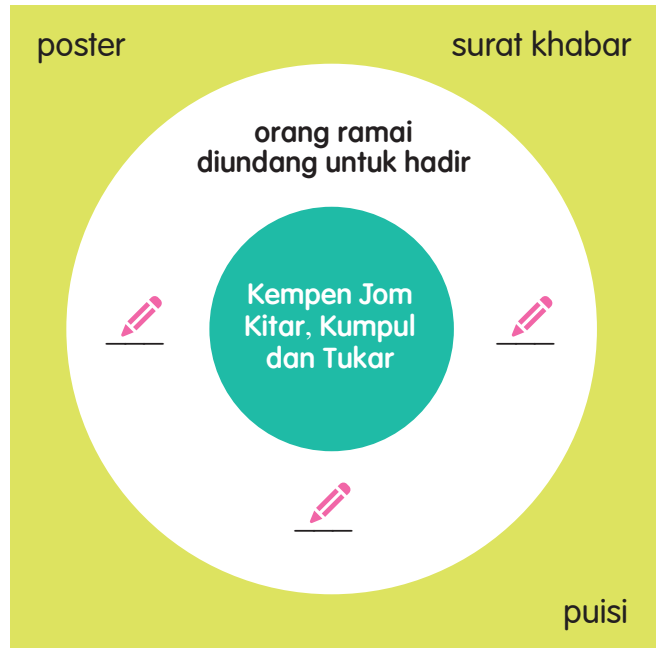 poster
surat khabar
orang ramai
diundang untuk hadir
Kempen Jom
Kitar, Kumpul
dan Tukar
puisi